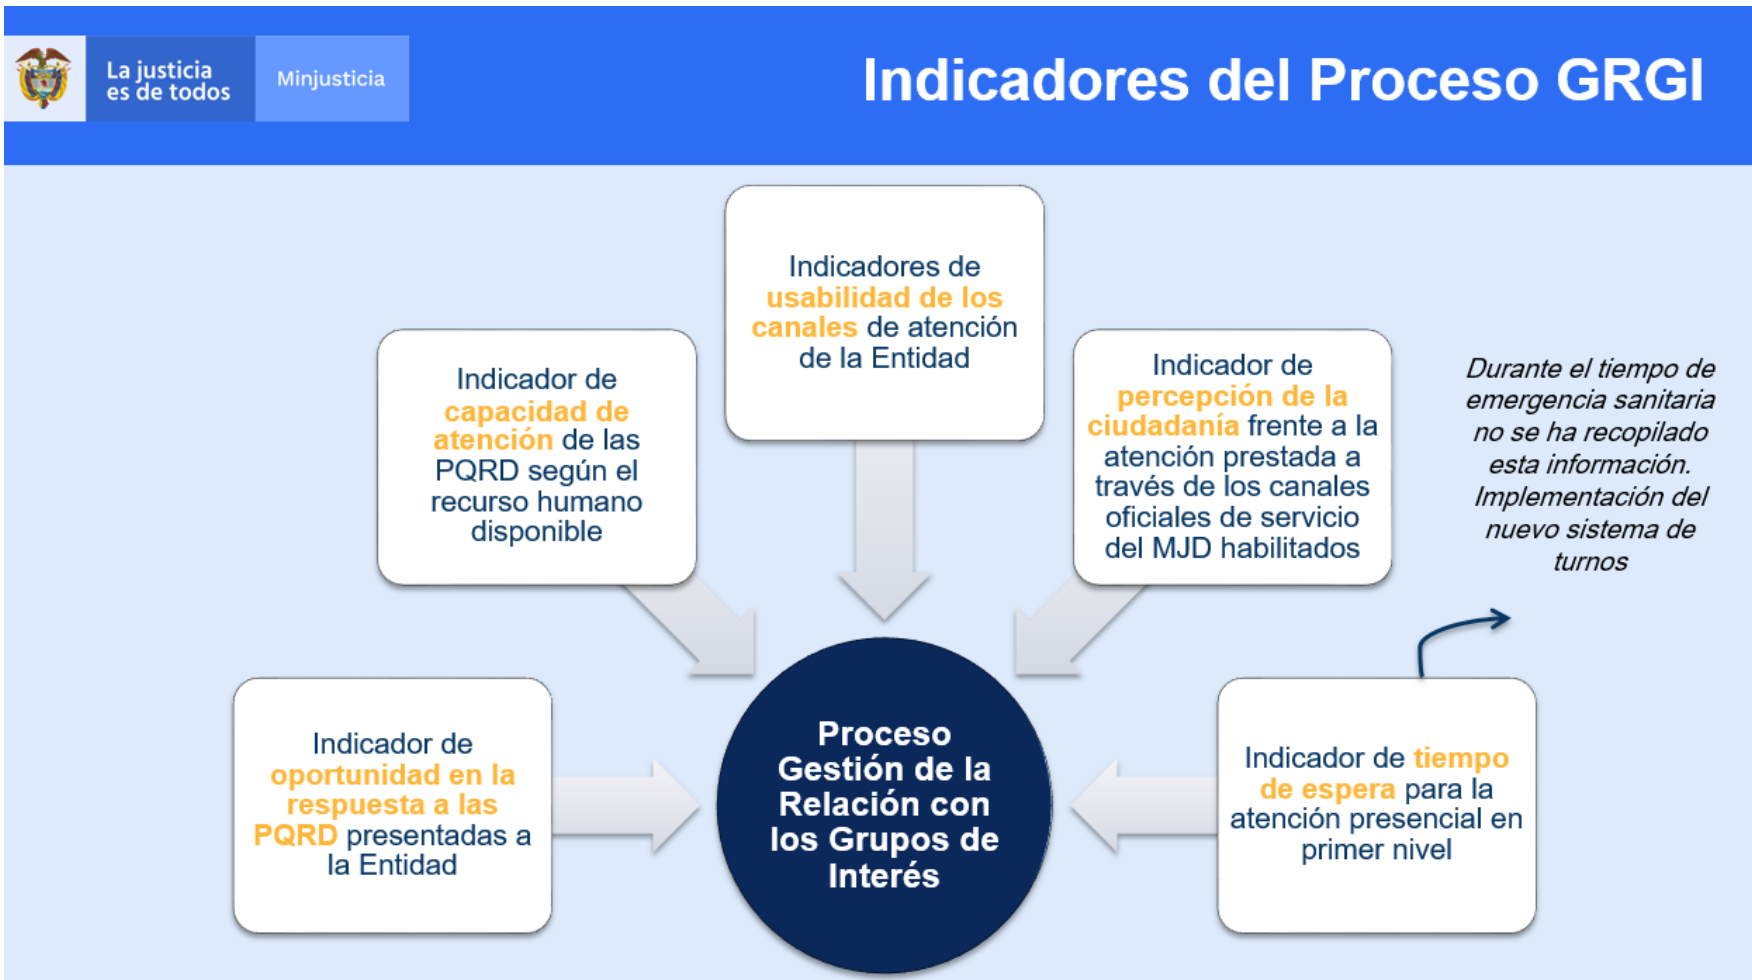 La justicia
es de todos
Minjusticia
Indicadores del Proceso GRGI
Indicadores de
usabilidad de los
canales de atención
de la Entidad
Indicador de
capacidad de
atención de las
PQRD según el
recurso humano
disponible
Indicador de
percepción de la
ciudadanía frente a la
atención prestada a
través de los canales
oficiales de servicio
del MJD habilitados
Durante el tiempo de
emergencia sanitaria
no se ha recopilado
esta información.
Implementación del
nuevo sistema de
turnos
Indicador de
oportunidad en la
respuesta a las
PQRD presentadas a
la Entidad
Proceso
Gestión de la
Relación con
los Grupos de
Interés
Indicador de tiempo
de espera para la
atención presencial en
primer nivel